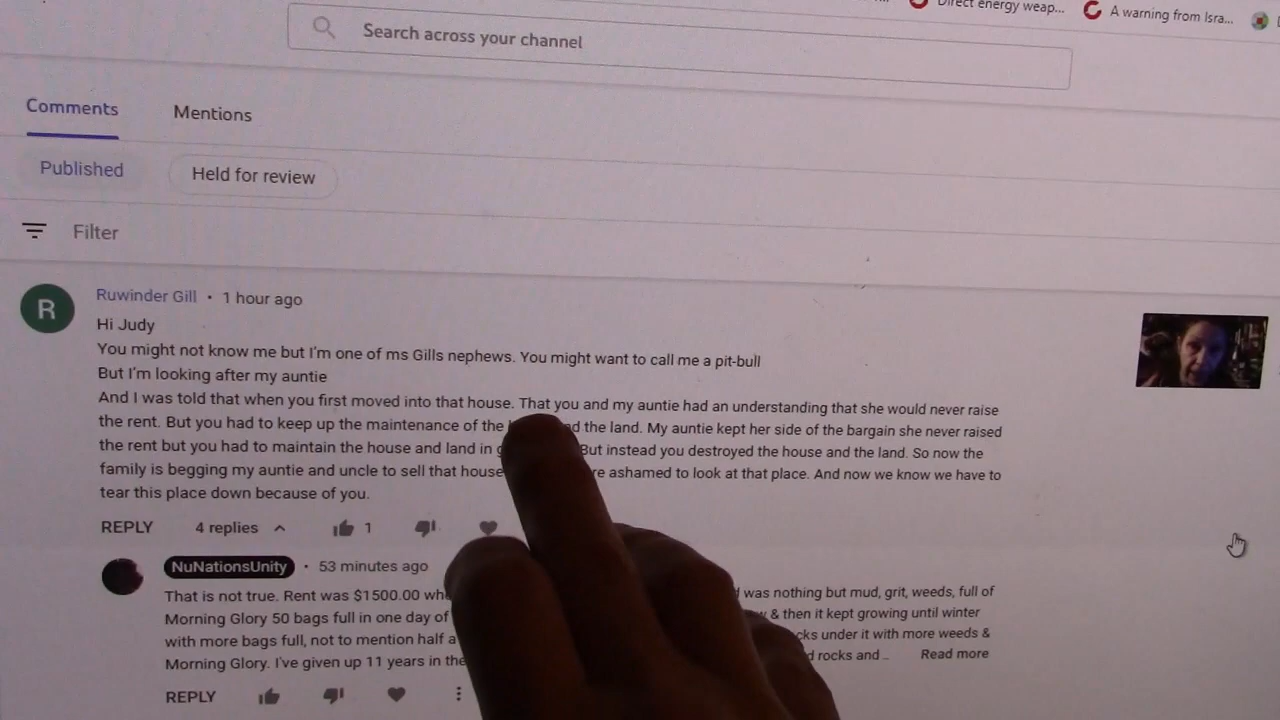 Direct energy weap...
A warning from Isra...
Search across your channel
Comments
Mentions
Published
Held for review
Filter
R
Ruwinder Gill • 1 hour ago
Hi Judy
You might not know me but I'm one of ms Gills nephews. You might want to call me a pit-bull
But I'm looking after my auntie
And I was told that when you first moved into that house. That you and my auntie had an understanding that she would never raise
the rent. But you had to keep up the maintenance of the the land. My auntie kept her side of the bargain she never raised
the rent but you had to maintain the house and land in But instead you destroyed the house and the land. So now the
family is begging my auntie and uncle to sell that house ashamed to look at that place. And now we know we have to
tear this place down because of you.
REPLY 4 replies 1
NuNationsUnity • 53 minutes ago
That is not true. Rent was $1500.00 was nothing but mud, grit, weeds, full of
Morning Glory 50 bags full in one day of & then it kept growing until winter
with more bags full, not to mention half a under it with more weeds &
Morning Glory. I've given up 11 years in the rocks and .. Read more
REPLY